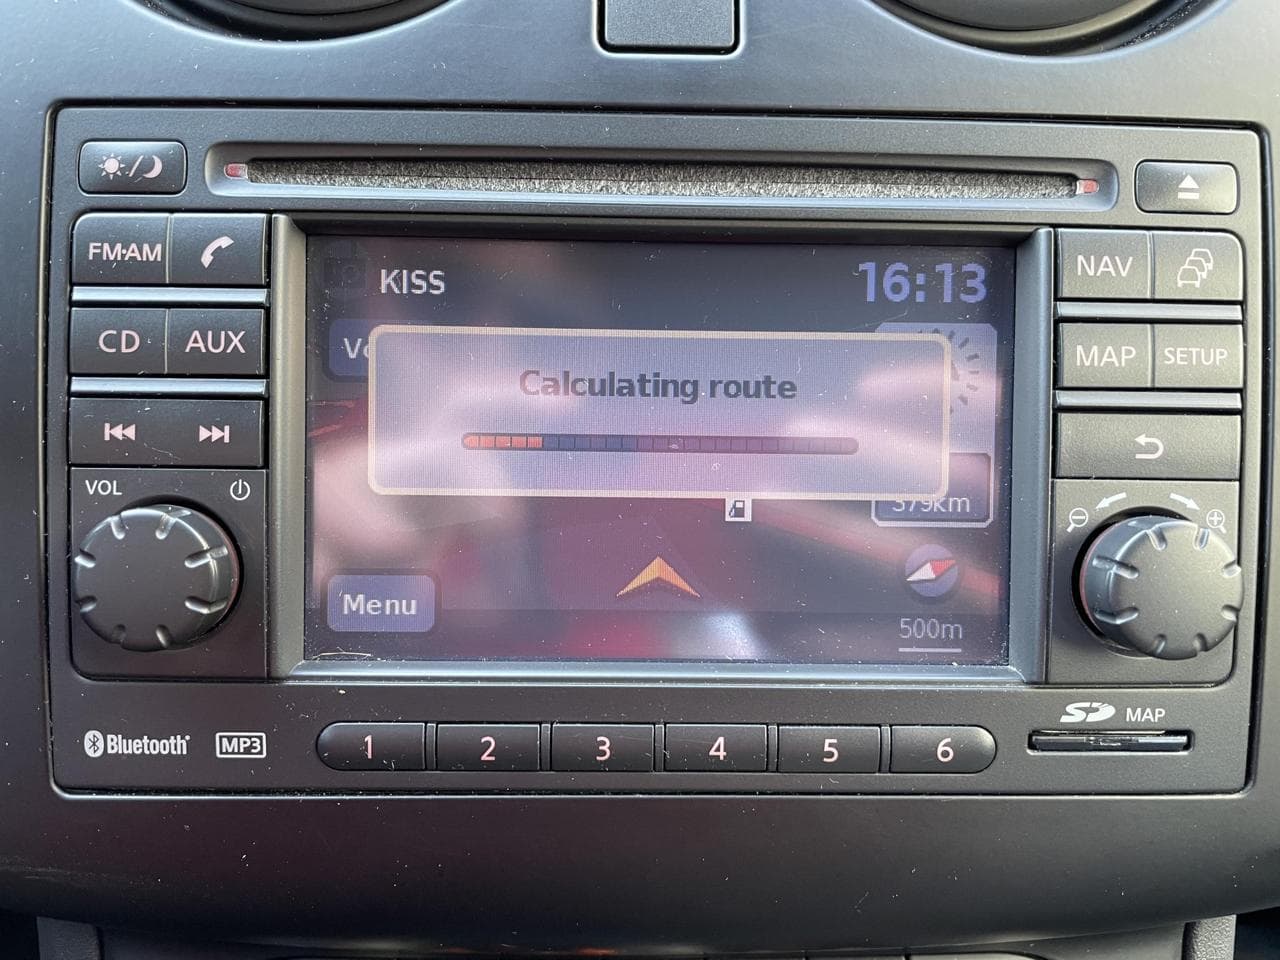 FM·AM
CD
AUX
VOL
KISS
16:13
Calculating route
379km
Menu
500m
NAV
MAP
SETUP
Bluetooth
MP3
1
2
3
4
5
6
SD MAP